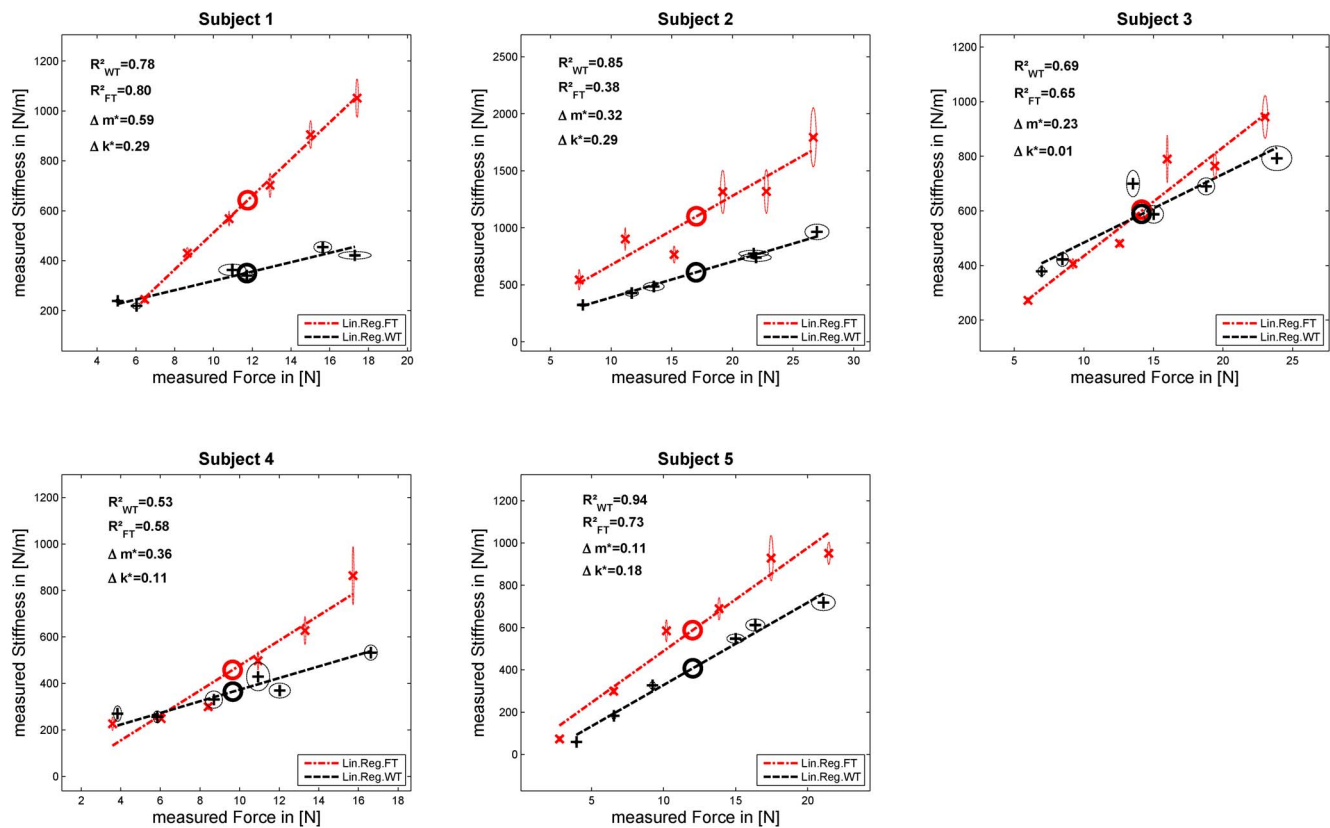 Subject 1
R²WT=0.78
R²FT=0.80
Δ m*=0.59
Δ k*=0.29
measured Stiffness in [N/m]
1200
1000
800
600
400
200
4 6 8 10 12 14 16 18 20
measured Force in [N]
Lin.Reg.FT
Lin.Reg.WT
Subject 2
R²WT=0.85
R²FT=0.38
Δ m*=0.32
Δ k*=0.29
measured Stiffness in [N/m]
2500
2000
1500
1000
500
0
5 10 15 20 25 30
measured Force in [N]
Lin.Reg.FT
Lin.Reg.WT
Subject 3
R²WT=0.69
R²FT=0.65
Δ m*=0.23
Δ k*=0.01
measured Stiffness in [N/m]
1200
1000
800
600
400
200
5 10 15 20 25
measured Force in [N]
Lin.Reg.FT
Lin.Reg.WT
Subject 4
R²WT=0.53
R²FT=0.58
Δ m*=0.36
Δ k*=0.11
measured Stiffness in [N/m]
1200
1000
800
600
400
200
0
2 4 6 8 10 12 14 16 18
measured Force in [N]
Lin.Reg.FT
Lin.Reg.WT
Subject 5
R²WT=0.94
R²FT=0.73
Δ m*=0.11
Δ k*=0.18
measured Stiffness in [N/m]
1200
1000
800
600
400
200
0
5 10 15 20
measured Force in [N]
Lin.Reg.FT
Lin.Reg.WT